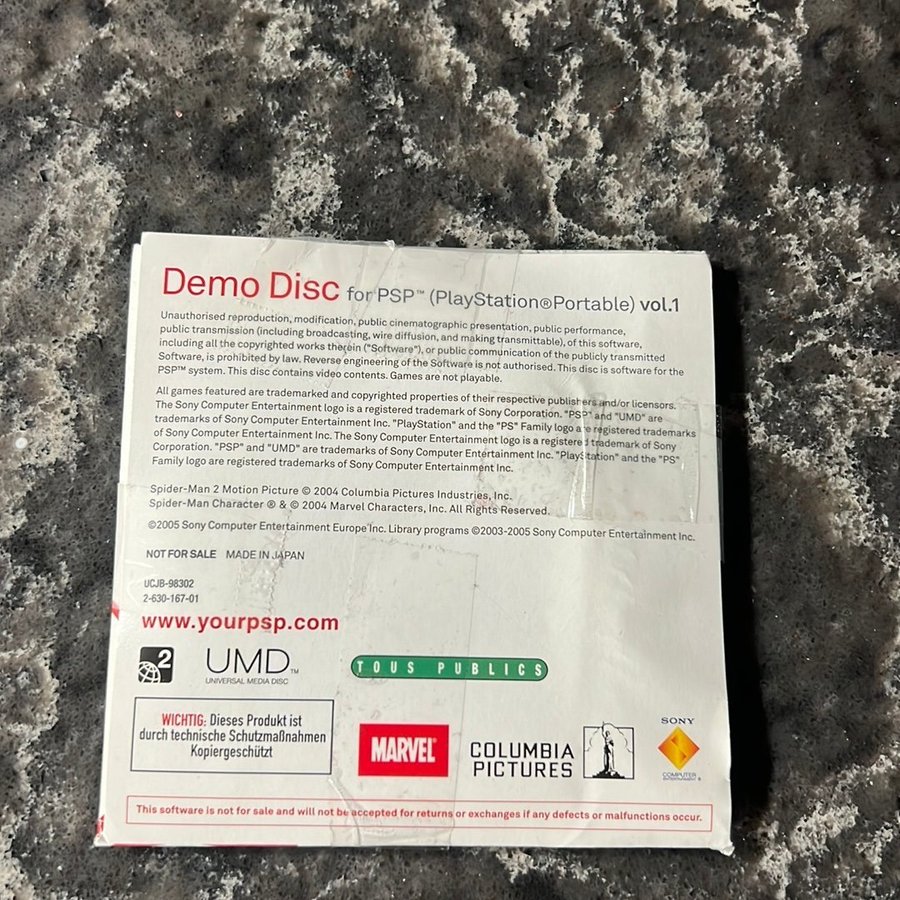 Demo Disc for PSP™ (PlayStation®Portable) vol.1
Unauthorised reproduction, modification, public cinematographic presentation, public performance,
public transmission (including broadcasting, wire diffusion, and making transmittable), of this software,
including all the copyrighted works therein ("Software"), or public communication of the publicly transmitted
Software, is prohibited by law. Reverse engineering of the Software is not authorised. This disc is software for the
PSP™ system. This disc contains video contents. Games are not playable.
All games featured are trademarked and copyrighted properties of their respective publishers and/or licensors.
The Sony Computer Entertainment logo is a registered trademark of Sony Corporation. "PSP" and "UMD" are
trademarks of Sony Computer Entertainment Inc. "PlayStation" and the "PS" Family logo are registered trademarks
of Sony Computer Entertainment Inc. The Sony Computer Entertainment logo is a registered trademark of Sony
Corporation. "PSP" and "UMD" are trademarks of Sony Computer Entertainment Inc. "PlayStation" and the "PS"
Family logo are registered trademarks of Sony Computer Entertainment Inc.
Spider-Man 2 Motion Picture © 2004 Columbia Pictures Industries, Inc.
Spider-Man Character ® & © 2004 Marvel Characters, Inc. All Rights Reserved.
©2005 Sony Computer Entertainment Europe Inc. Library programs ©2003-2005 Sony Computer Entertainment Inc.
NOT FOR SALE MADE IN JAPAN
UCJB-98302
2-630-167-01
www.yourpsp.com
2
UMD™
UNIVERSAL MEDIA DISC
TOUS PUBLICS
WICHTIG: Dieses Produkt ist
durch technische Schutzmaßnahmen
Kopiergeschützt
MARVEL
COLUMBIA
PICTURES
SONY
COMPUTER
ENTERTAINMENT®
This software is not for sale and will not be accepted for returns or exchanges if any defects or malfunctions occur.